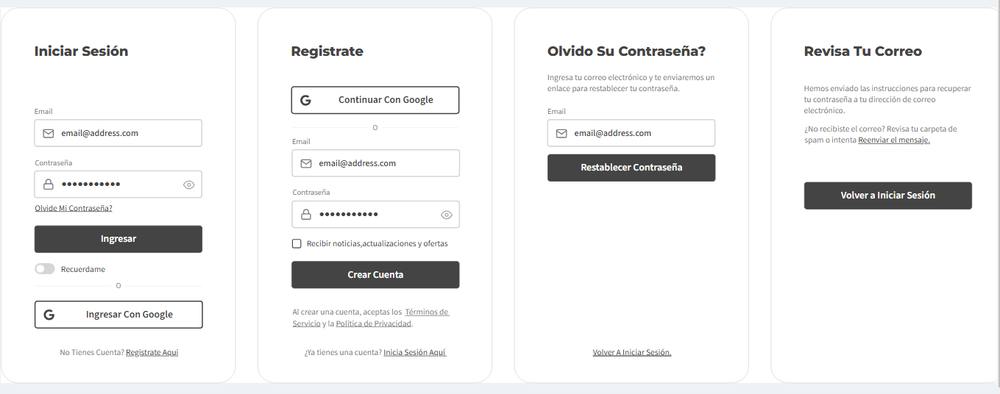 Iniciar Sesión
Email
email@address.com
Contraseña
•••••••••••
Olvide Mi Contraseña?
Ingresar
Recuerdame
O
G Ingresar Con Google
No Tienes Cuenta? Registrate Aqui
Registrate
G Continuar Con Google
O
Email
email@address.com
Contraseña
•••••••••••
Recibir noticias,actualizaciones y ofertas
Crear Cuenta
Al crear una cuenta, aceptas los Términos de
Servicio y la Política de Privacidad.
¿Ya tienes una cuenta? Inicia Sesión Aquí
Olvido Su Contraseña?
Ingresa tu correo electrónico y te enviaremos un
enlace para restablecer tu contraseña.
Email
email@address.com
Restablecer Contraseña
Volver A Iniciar Sesión.
Revisa Tu Correo
Hemos enviado las instrucciones para recuperar
tu contraseña a tu dirección de correo
electrónico.
¿No recibiste el correo? Revisa tu carpeta de
spam o intenta Reenviar el mensaje.
Volver a Iniciar Sesión